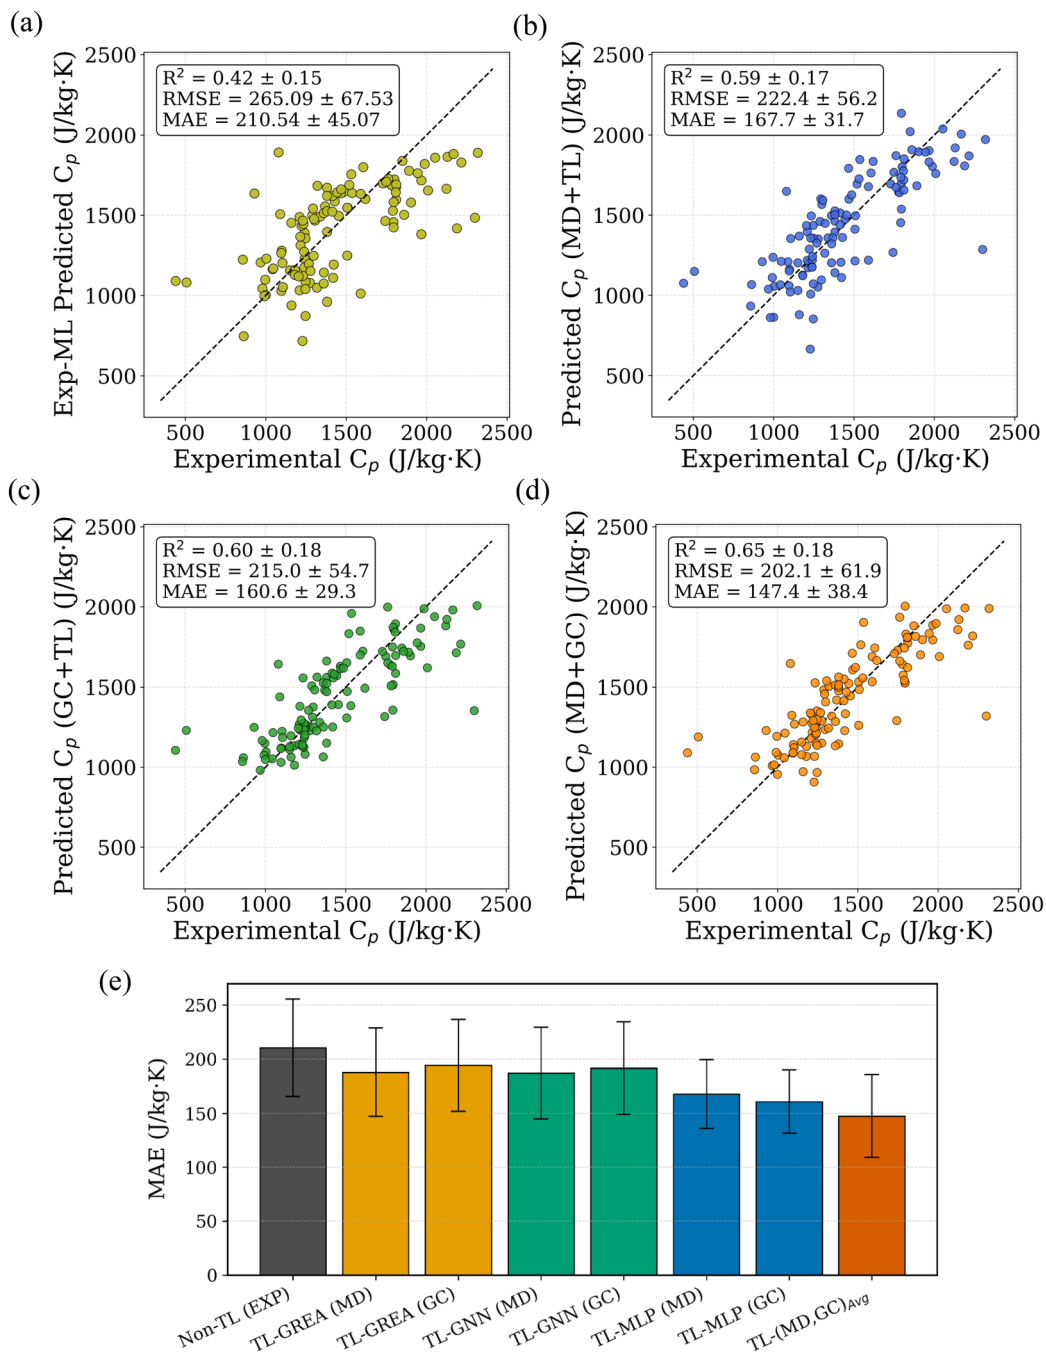 (a)
R² = 0.42 ± 0.15
RMSE = 265.09 ± 67.53
MAE = 210.54 ± 45.07
Exp-ML Predicted Cₚ (J/kg·K)
2500
2000
1500
1000
500
500 1000 1500 2000 2500
Experimental Cₚ (J/kg·K)
(b)
R² = 0.59 ± 0.17
RMSE = 222.4 ± 56.2
MAE = 167.7 ± 31.7
Predicted Cₚ (MD+TL) (J/kg·K)
2500
2000
1500
1000
500
500 1000 1500 2000 2500
Experimental Cₚ (J/kg·K)
(c)
R² = 0.60 ± 0.18
RMSE = 215.0 ± 54.7
MAE = 160.6 ± 29.3
Predicted Cₚ (GC+TL) (J/kg·K)
2500
2000
1500
1000
500
500 1000 1500 2000 2500
Experimental Cₚ (J/kg·K)
(d)
R² = 0.65 ± 0.18
RMSE = 202.1 ± 61.9
MAE = 147.4 ± 38.4
Predicted Cₚ (MD+GC) (J/kg·K)
2500
2000
1500
1000
500
500 1000 1500 2000 2500
Experimental Cₚ (J/kg·K)
(e)
MAE (J/kg·K)
250
200
150
100
50
0
Non-TL (EXP)
TL-GREA (MD)
TL-GREA (GC)
TL-GNN (MD)
TL-GNN (GC)
TL-MLP (MD)
TL-MLP (GC)
TL-(MD,GC)Avg